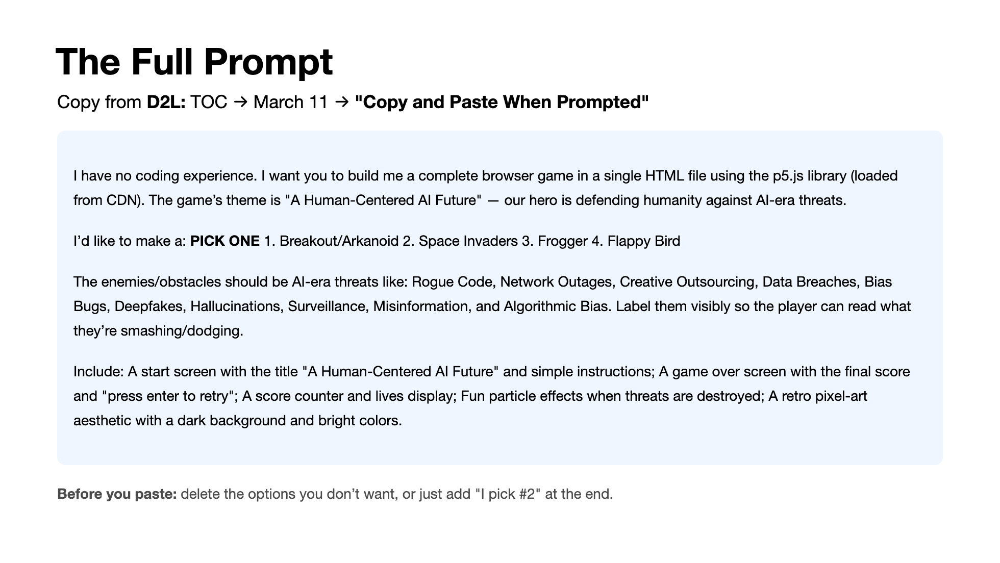 The Full Prompt
Copy from D2L: TOC → March 11 → "Copy and Paste When Prompted"
I have no coding experience. I want you to build me a complete browser game in a single HTML file using the p5.js library (loaded
from CDN). The game’s theme is "A Human-Centered AI Future" — our hero is defending humanity against AI-era threats.
I’d like to make a: PICK ONE 1. Breakout/Arkanoid 2. Space Invaders 3. Frogger 4. Flappy Bird
The enemies/obstacles should be AI-era threats like: Rogue Code, Network Outages, Creative Outsourcing, Data Breaches, Bias
Bugs, Deepfakes, Hallucinations, Surveillance, Misinformation, and Algorithmic Bias. Label them visibly so the player can read what
they’re smashing/dodging.
Include: A start screen with the title "A Human-Centered AI Future" and simple instructions; A game over screen with the final score
and "press enter to retry"; A score counter and lives display; Fun particle effects when threats are destroyed; A retro pixel-art
aesthetic with a dark background and bright colors.
Before you paste: delete the options you don’t want, or just add "I pick #2" at the end.